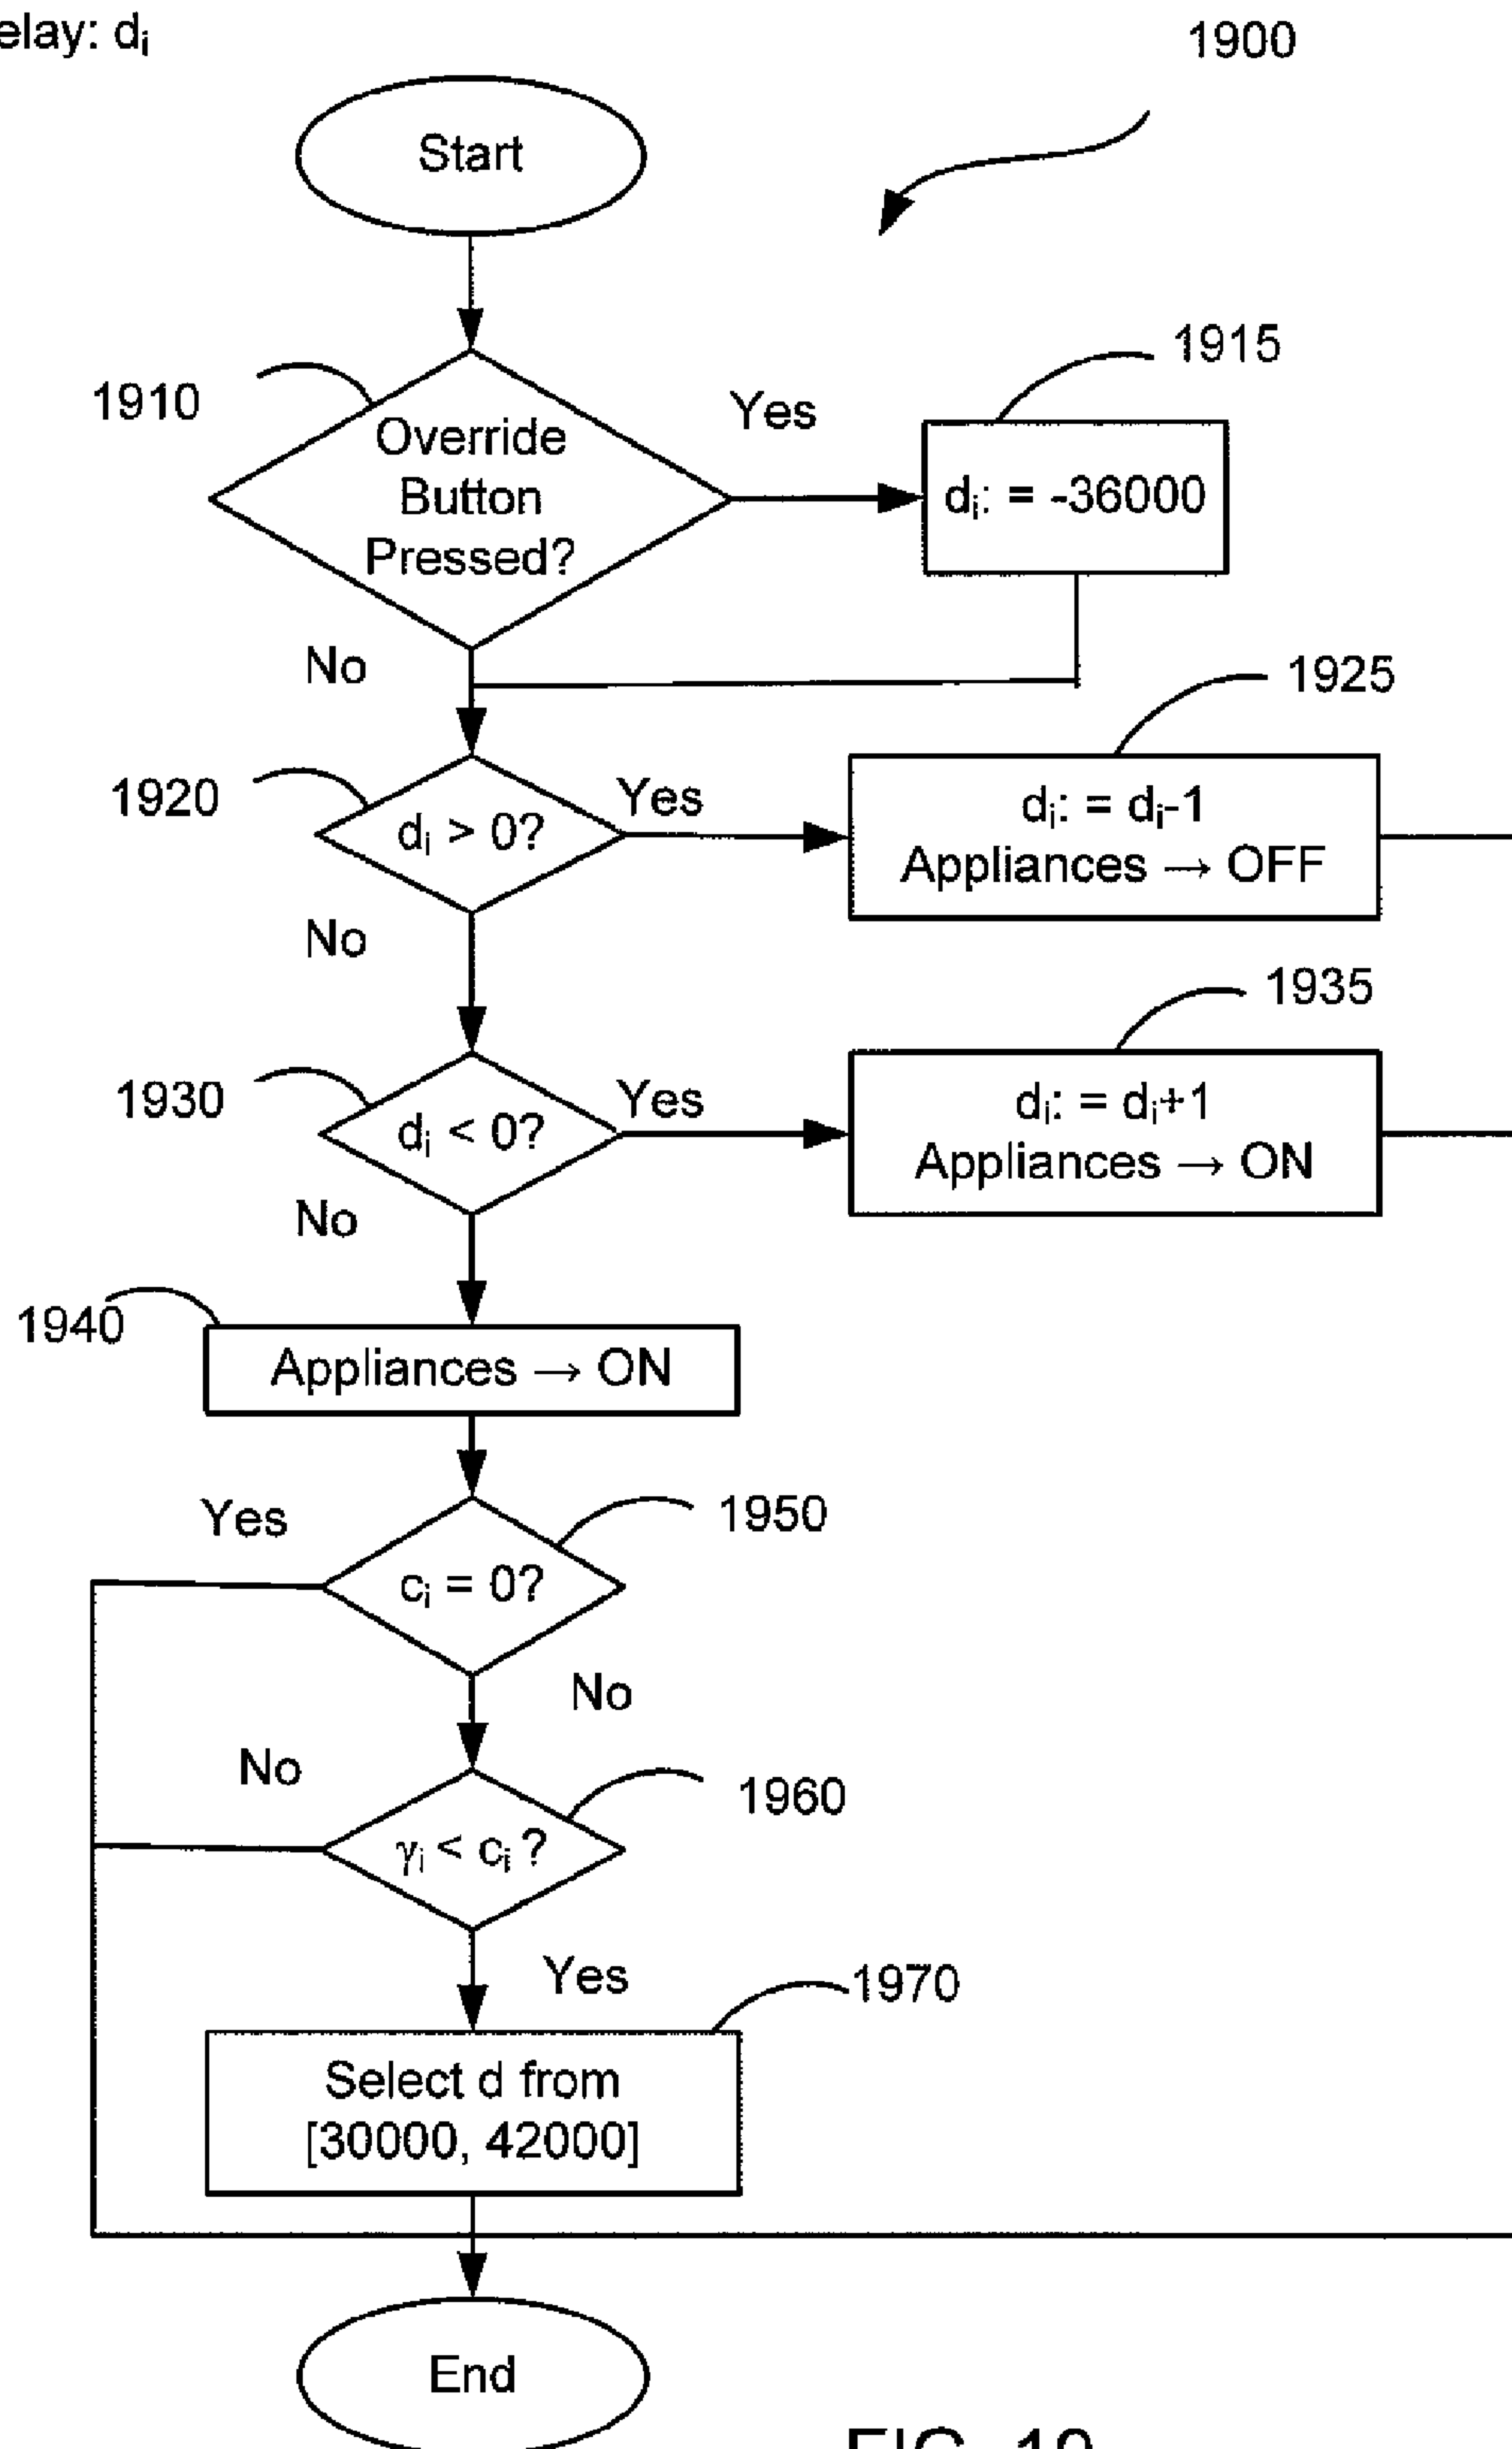 elay: dᵢ
1900
Start
1910
Override
Button
Pressed?
Yes
1915
dᵢ: = -36000
No
1920
dᵢ > 0?
Yes
1925
dᵢ: = dᵢ-1
Appliances → OFF
No
1930
dᵢ < 0?
Yes
1935
dᵢ: = dᵢ+1
Appliances → ON
No
1940
Appliances → ON
Yes
1950
cᵢ = 0?
No
No
1960
γᵢ < cᵢ ?
Yes
1970
Select d from
[30000, 42000]
End
FIG. 19